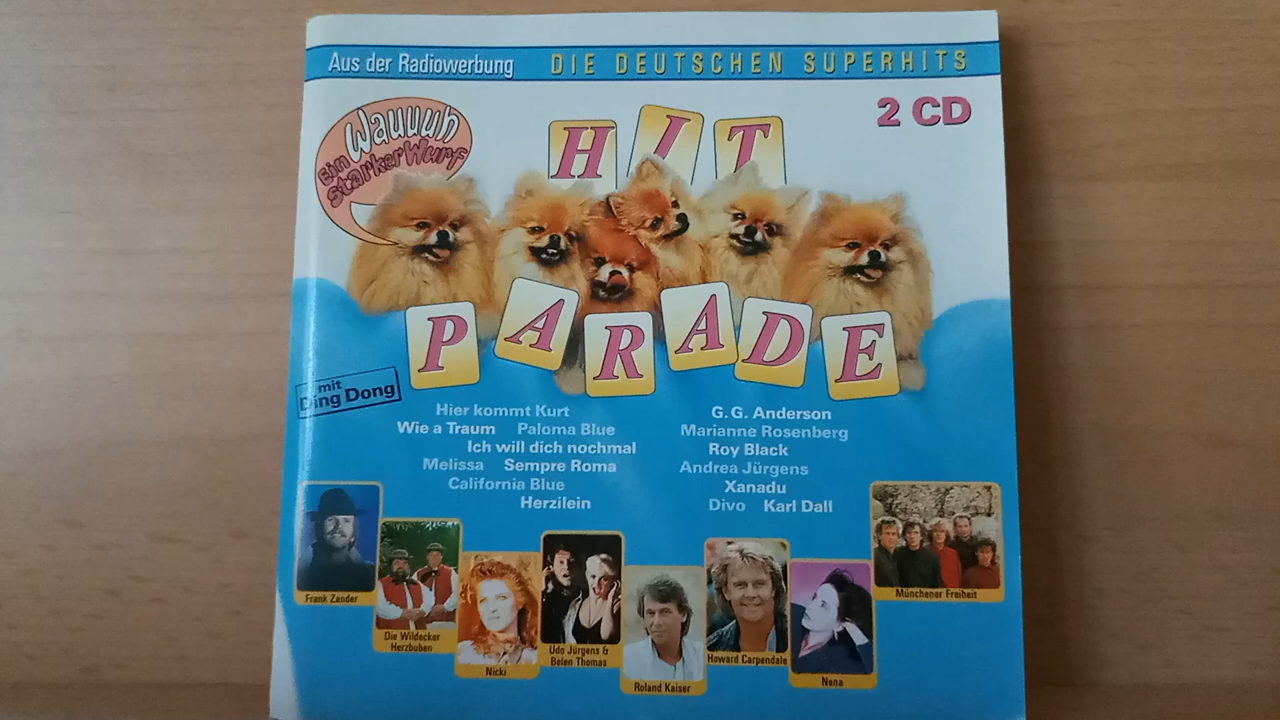 Aus der Radiowerbung DIE DEUTSCHEN SUPERHITS
2 CD
Wauuuh
Ein starker Wurf
HIT
PARADE
mit
Ding Dong
Hier kommt Kurt
Wie a Traum Paloma Blue
Ich will dich nochmal
Melissa Sempre Roma
California Blue
Herzilein
G. G. Anderson
Marianne Rosenberg
Roy Black
Andrea Jürgens
Xanadu
Divo Karl Dall
Frank Zander
Die Wildecker
Herzbuben
Nicki
Udo Jürgens &
Belen Thomas
Roland Kaiser
Howard Carpendale
Nena
Münchener Freiheit